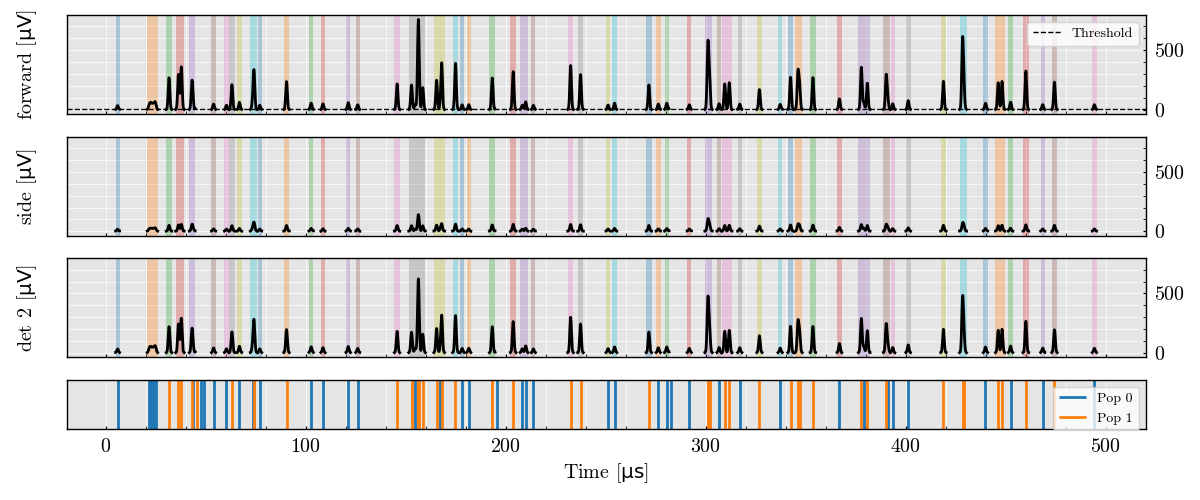 forward [μV]
Threshold
500
0
side [μV]
500
0
det 2 [μV]
500
0
Pop 0
Pop 1
0 100 200 300 400 500
Time [μs]